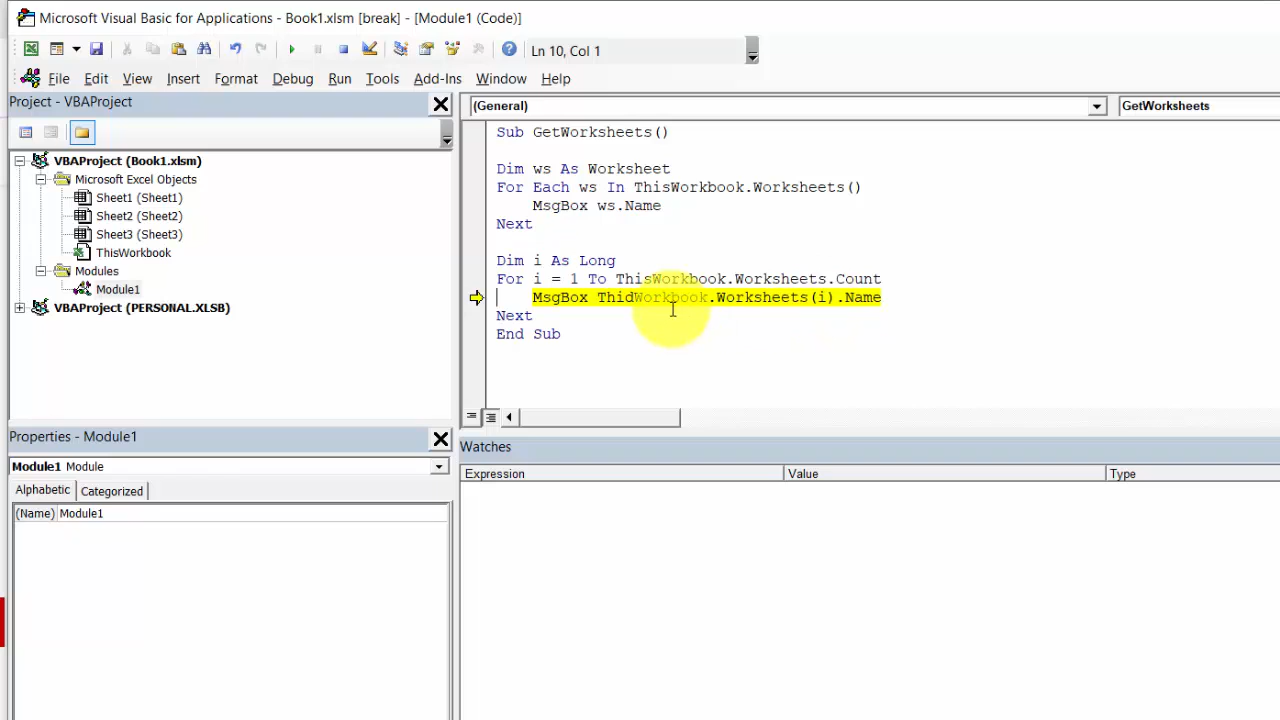 Microsoft Visual Basic for Applications - Book1.xlsm [break] - [Module1 (Code)]
Ln 10, Col 1
File Edit View Insert Format Debug Run Tools Add-Ins Window Help
Project - VBAProject
VBAProject (Book1.xlsm)
Microsoft Excel Objects
Sheet1 (Sheet1)
Sheet2 (Sheet2)
Sheet3 (Sheet3)
ThisWorkbook
Modules
Module1
VBAProject (PERSONAL.XLSB)
Properties - Module1
Module1 Module
Alphabetic Categorized
(Name) Module1
(General) GetWorksheets
Sub GetWorksheets()
Dim ws As Worksheet
For Each ws In ThisWorkbook.Worksheets()
MsgBox ws.Name
Next
Dim i As Long
For i = 1 To ThisWorkbook.Worksheets.Count
MsgBox ThidWorkbook.Worksheets(i).Name
Next
End Sub
Watches
Expression Value Type